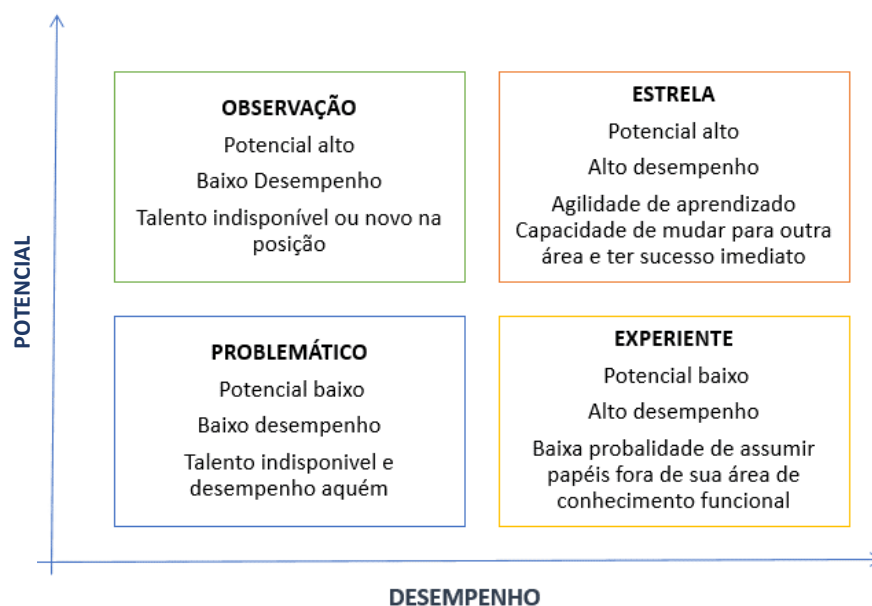 OBSERVAÇÃO
Potencial alto
Baixo Desempenho
Talento indisponível ou novo na
posição
ESTRELA
Potencial alto
Alto desempenho
Agilidade de aprendizado
Capacidade de mudar para outra
área e ter sucesso imediato
POTENCIAL
PROBLEMÁTICO
Potencial baixo
Baixo desempenho
Talento indisponivel e
desempenho aquém
EXPERIENTE
Potencial baixo
Alto desempenho
Baixa probalidade de assumir
papéis fora de sua área de
conhecimento funcional
DESEMPENHO